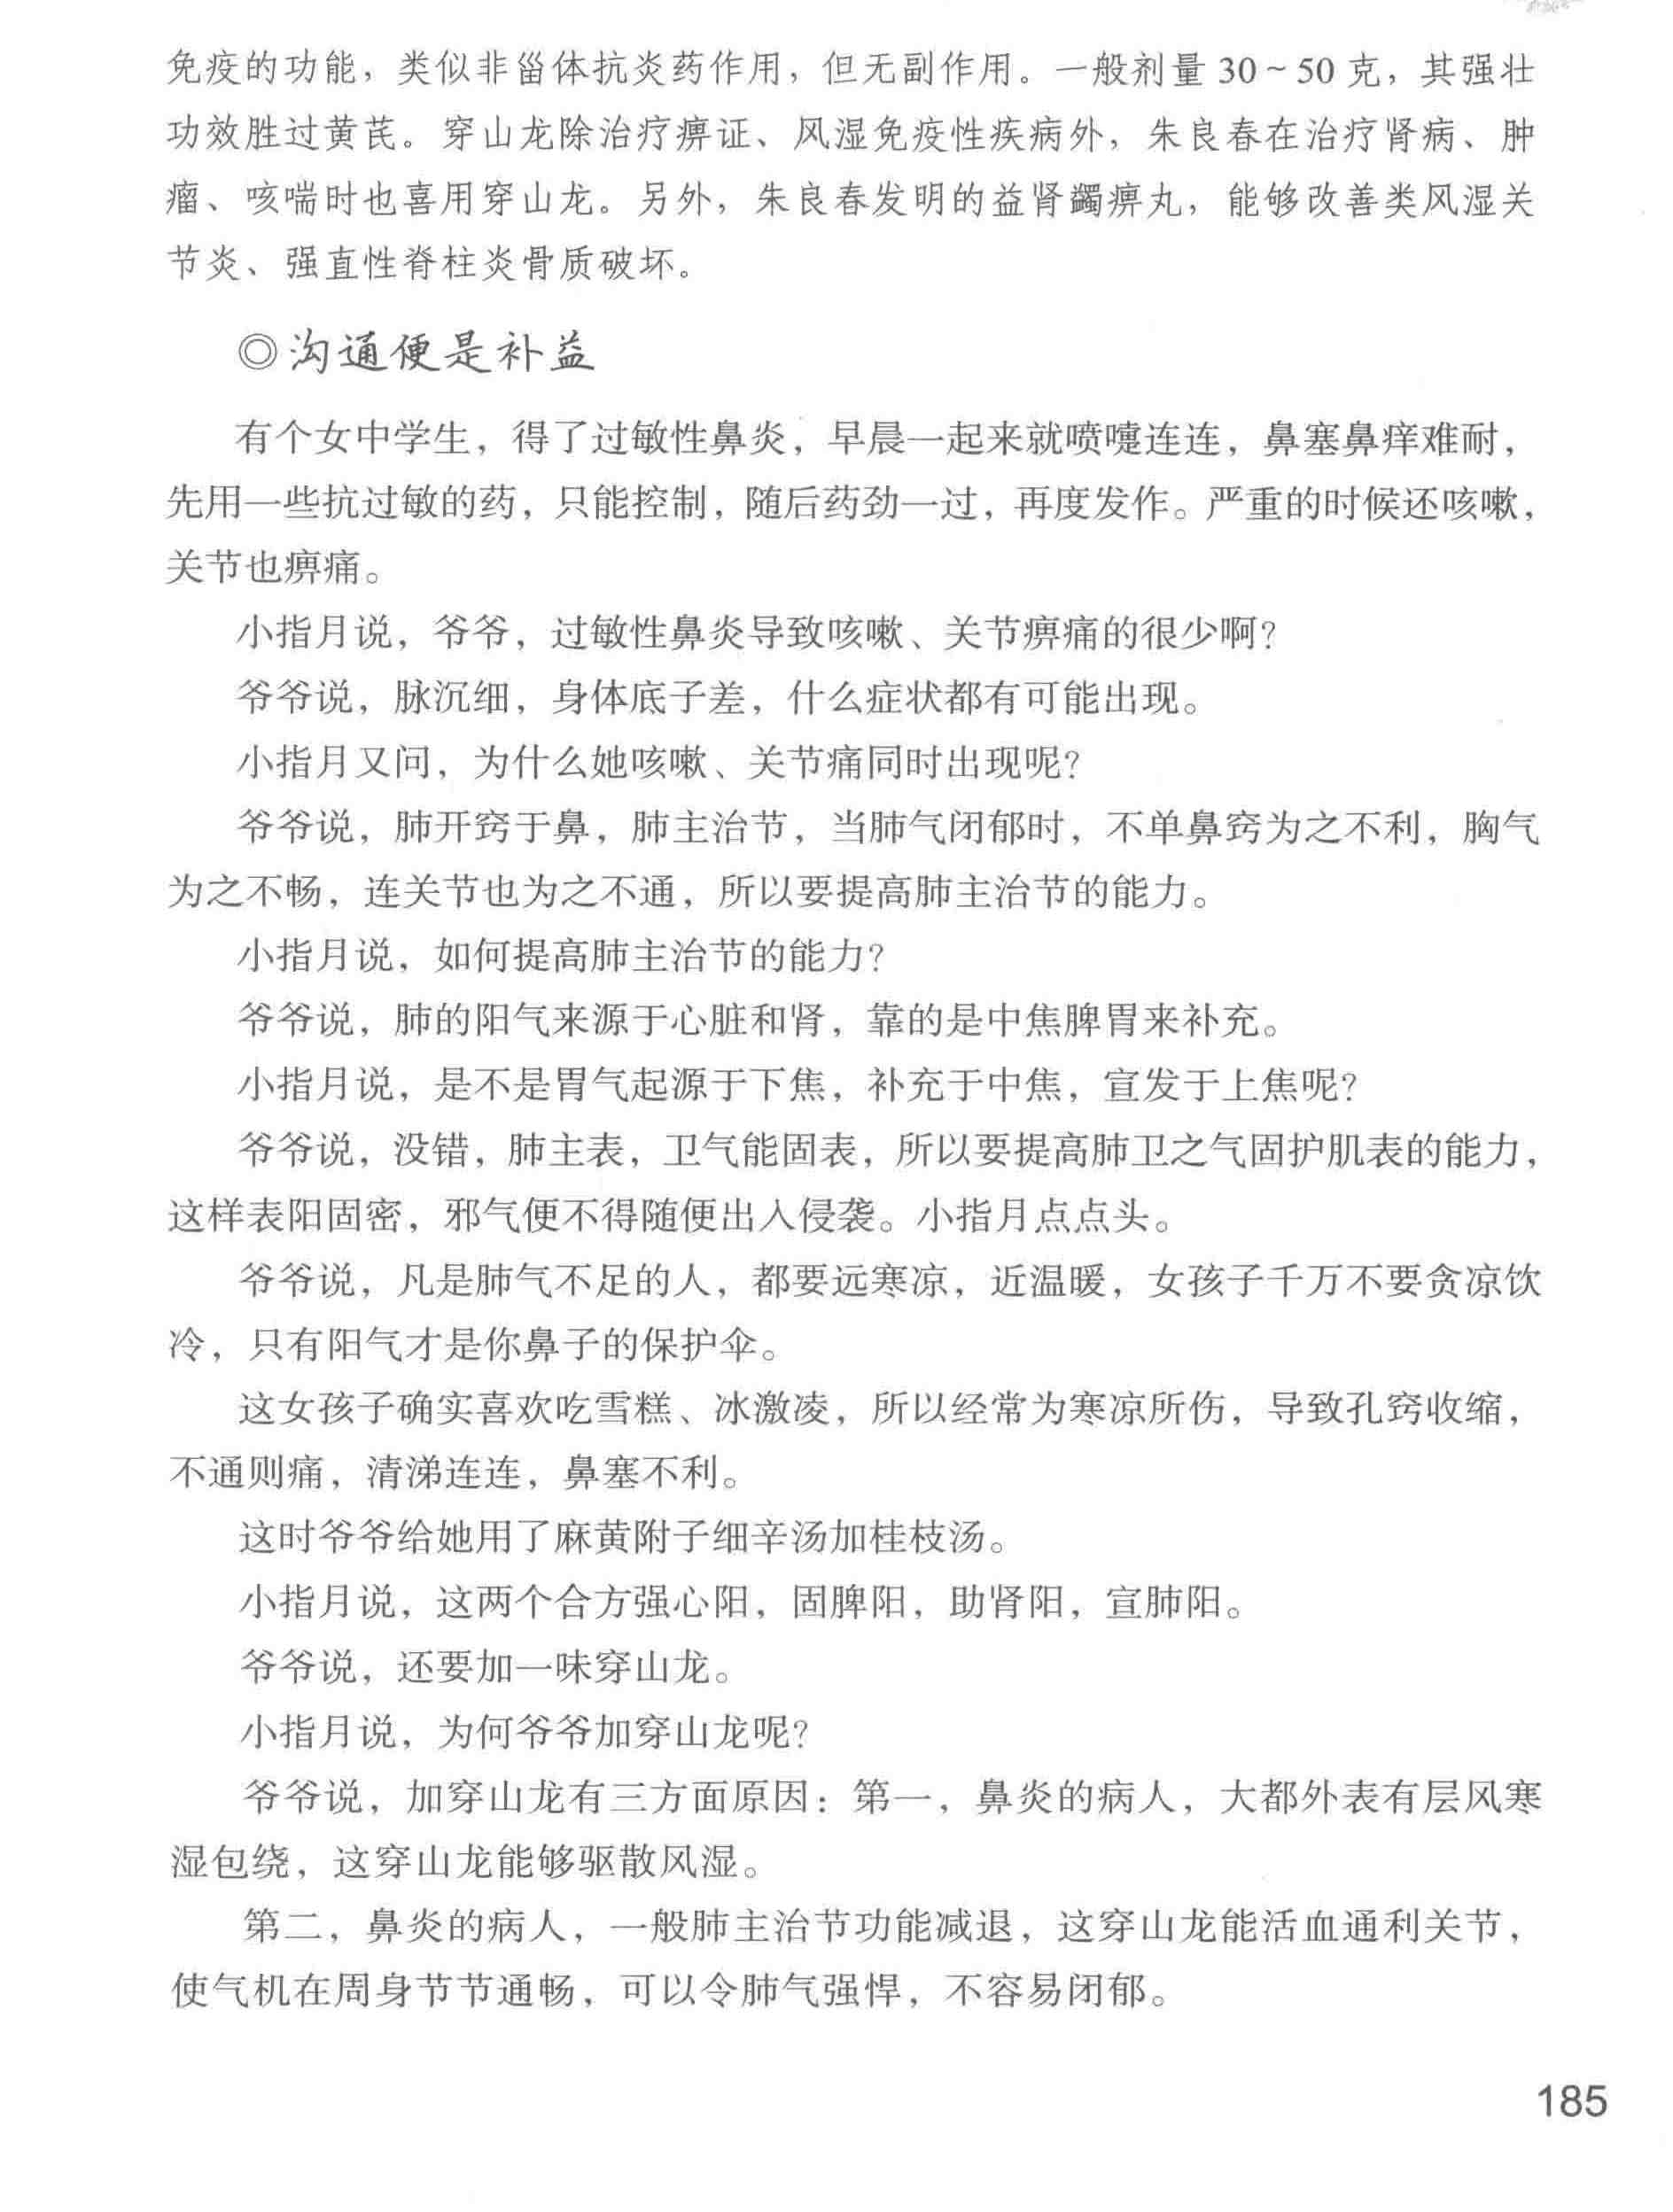 免疫的功能，类似非甾体抗炎药作用，但无副作用。一般剂量30～50克，其强壮
功效胜过黄芪。穿山龙除治疗痹证、风湿免疫性疾病外，朱良春在治疗肾病、肿
瘤、咳喘时也喜用穿山龙。另外，朱良春发明的益肾蠲痹丸，能够改善类风湿关
节炎、强直性脊柱炎骨质破坏。
◎沟通便是补益
有个女中学生，得了过敏性鼻炎，早晨一起来就喷嚏连连，鼻塞鼻痒难耐，
先用一些抗过敏的药，只能控制，随后药劲一过，再度发作。严重的时候还咳嗽，
关节也痹痛。
小指月说，爷爷，过敏性鼻炎导致咳嗽、关节痹痛的很少啊？
爷爷说，脉沉细，身体底子差，什么症状都有可能出现。
小指月又问，为什么她咳嗽、关节痛同时出现呢？
爷爷说，肺开窍于鼻，肺主治节，当肺气闭郁时，不单鼻窍为之不利，胸气
为之不畅，连关节也为之不通，所以要提高肺主治节的能力。
小指月说，如何提高肺主治节的能力？
爷爷说，肺的阳气来源于心脏和肾，靠的是中焦脾胃来补充。
小指月说，是不是胃气起源于下焦，补充于中焦，宣发于上焦呢？
爷爷说，没错，肺主表，卫气能固表，所以要提高肺卫之气固护肌表的能力，
这样表阳固密，邪气便不得随便出入侵袭。小指月点点头。
爷爷说，凡是肺气不足的人，都要远寒凉，近温暖，女孩子千万不要贪凉饮
冷，只有阳气才是你鼻子的保护伞。
这女孩子确实喜欢吃雪糕、冰激凌，所以经常为寒凉所伤，导致孔窍收缩，
不通则痛，清涕连连，鼻塞不利。
这时爷爷给她用了麻黄附子细辛汤加桂枝汤。
小指月说，这两个合方强心阳，固脾阳，助肾阳，宣肺阳。
爷爷说，还要加一味穿山龙。
小指月说，为何爷爷加穿山龙呢？
爷爷说，加穿山龙有三方面原因：第一，鼻炎的病人，大都外表有层风寒
湿包绕，这穿山龙能够驱散风湿。
第二，鼻炎的病人，一般肺主治节功能减退，这穿山龙能活血通利关节，
使气机在周身节节通畅，可以令肺气强悍，不容易闭郁。
185